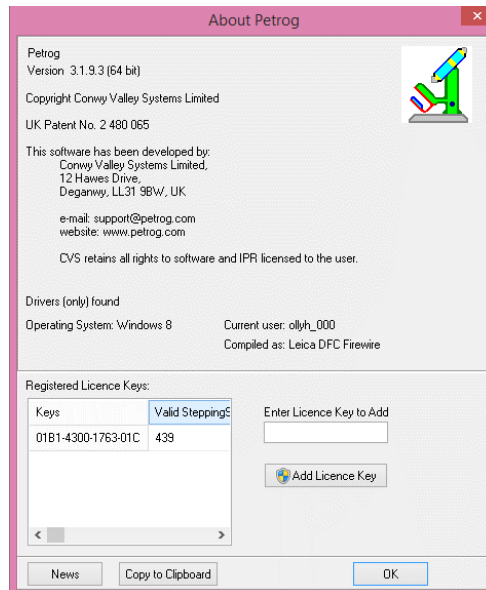 About Petrog
Petrog
Version 3.1.9.3 (64 bit)
Copyright Conwy Valley Systems Limited
UK Patent No. 2 480 065
This software has been developed by:
Conwy Valley Systems Limited,
12 Hawes Drive,
Deganwy, LL31 9BW, UK
e-mail: support@petrog.com
website: www.petrog.com
CVS retains all rights to software and IPR licensed to the user.
Drivers (only) found
Operating System: Windows 8 Current user: ollyh_000
Compiled as: Leica DFC Firewire
Registered Licence Keys:
Keys Valid SteppingS Enter Licence Key to Add
01B1-4300-1763-01C 439
Add Licence Key
News Copy to Clipboard OK